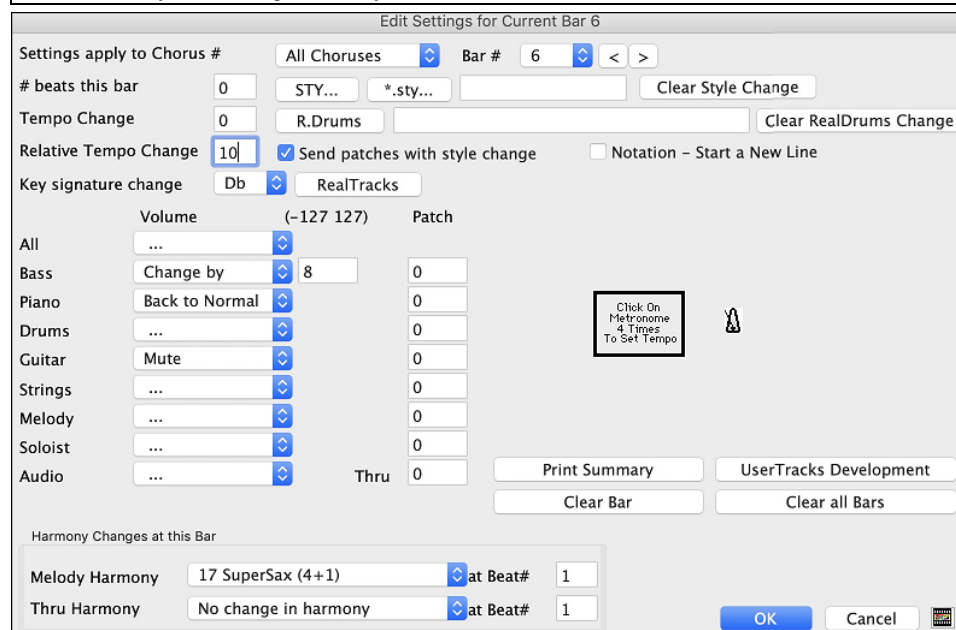 Edit Settings for Current Bar 6
Settings apply to Chorus # All Choruses Bar # 6 < >
# beats this bar 0 STY... *.sty... Clear Style Change
Tempo Change 0 R.Drums Clear RealDrums Change
Relative Tempo Change 10 Send patches with style change Notation – Start a New Line
Key signature change Db RealTracks
Volume (-127 127) Patch
All ...
Bass Change by 8 0
Piano Back to Normal 0
Drums ... 0
Guitar Mute 0
Strings ... 0
Melody ... 0
Soloist ... 0
Audio ... Thru 0
Click On
Metronome
4 Times
To Set Tempo
Print Summary UserTracks Development
Clear Bar Clear all Bars
Harmony Changes at this Bar
Melody Harmony 17 SuperSax (4+1) at Beat# 1
Thru Harmony No change in harmony at Beat# 1
OK Cancel